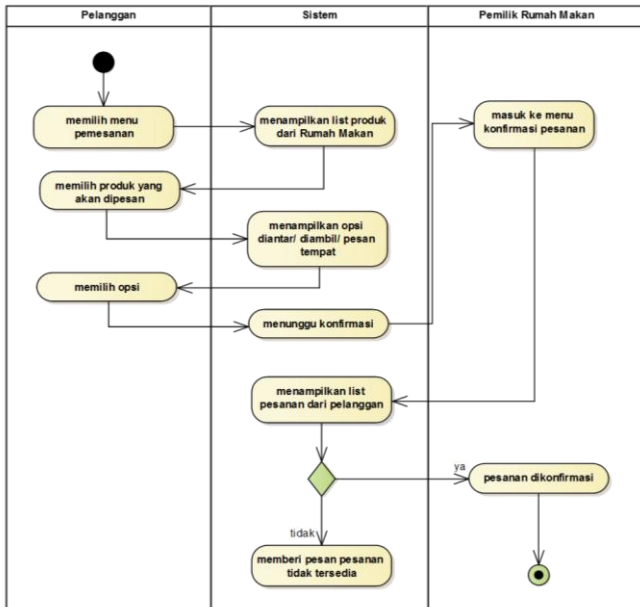 Pelanggan
Sistem
Pemilik Rumah Makan
memilih menu
pemesanan
menampilkan list produk
dari Rumah Makan
masuk ke menu
konfirmasi pesanan
memilih produk yang
akan dipesan
menampilkan opsi
diantar/ diambil/ pesan
tempat
memilih opsi
menunggu konfirmasi
menampilkan list
pesanan dari pelanggan
ya
pesanan dikonfirmasi
tidak
memberi pesan pesanan
tidak tersedia